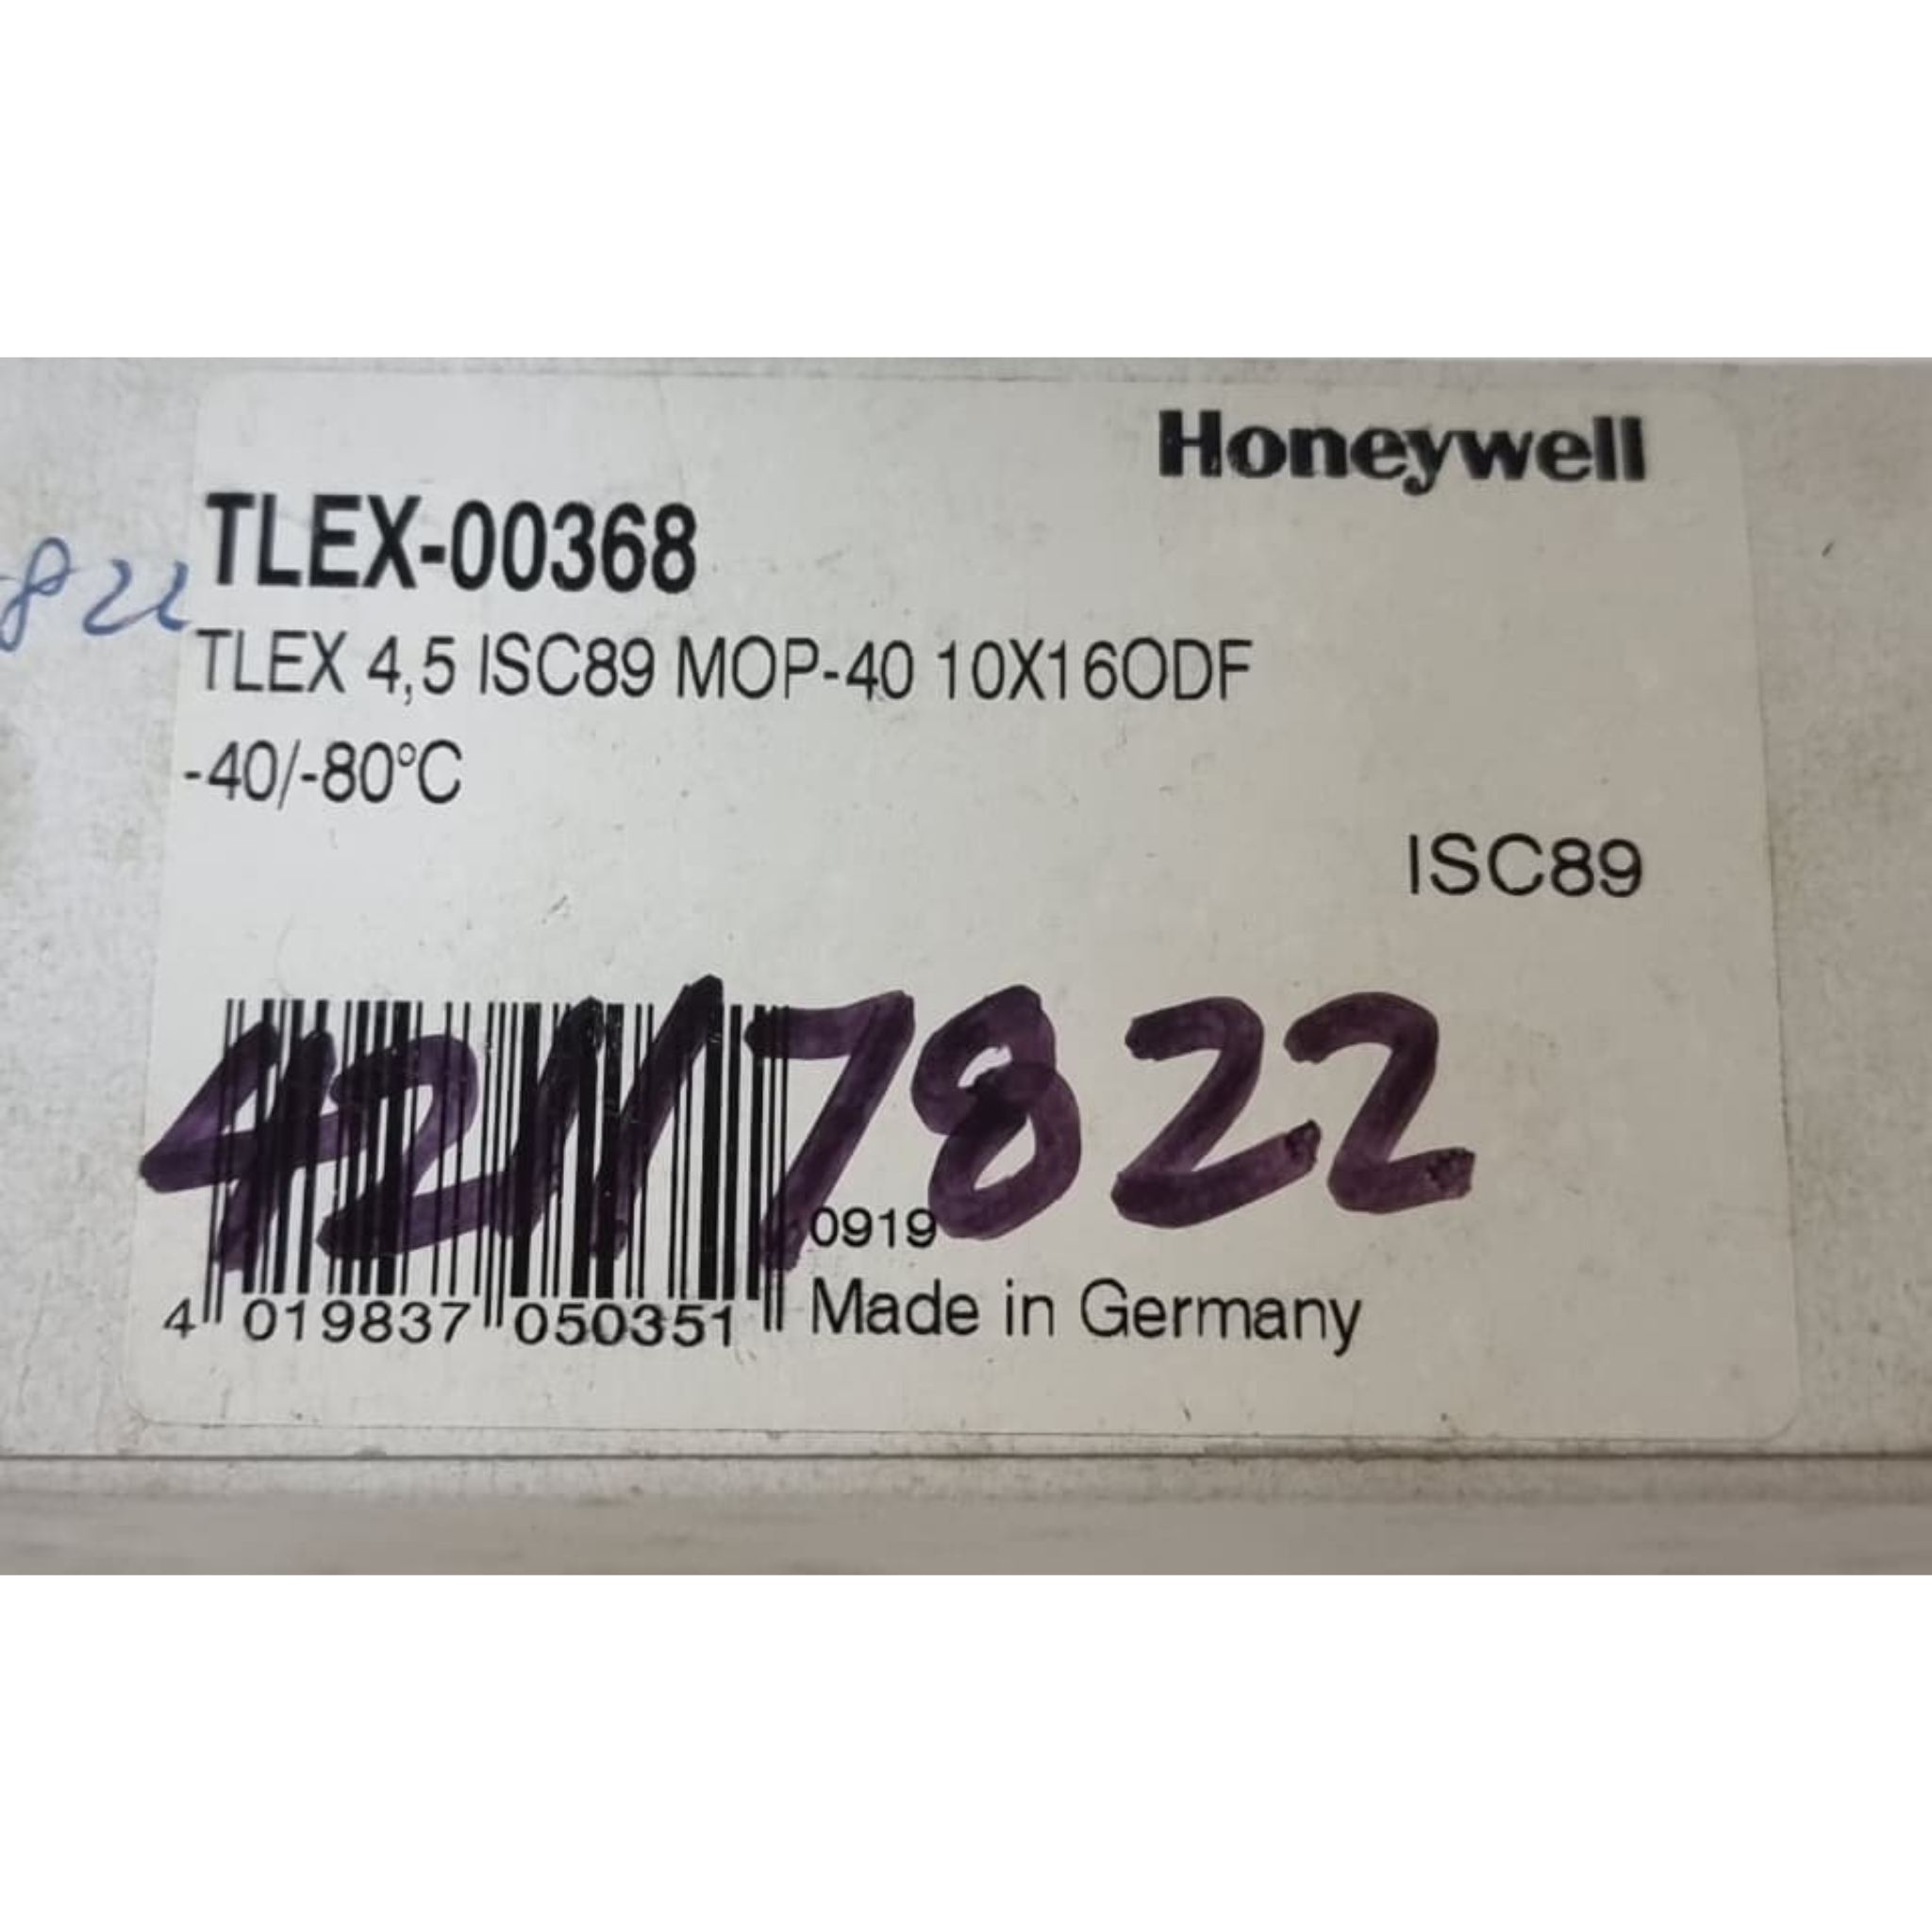 Honeywell
TLEX-00368
822
TLEX 4,5 ISC89 MOP-40 10X16ODF
-40/-80°C
ISC89
7822
0919
4 019837 050351
Made in Germany